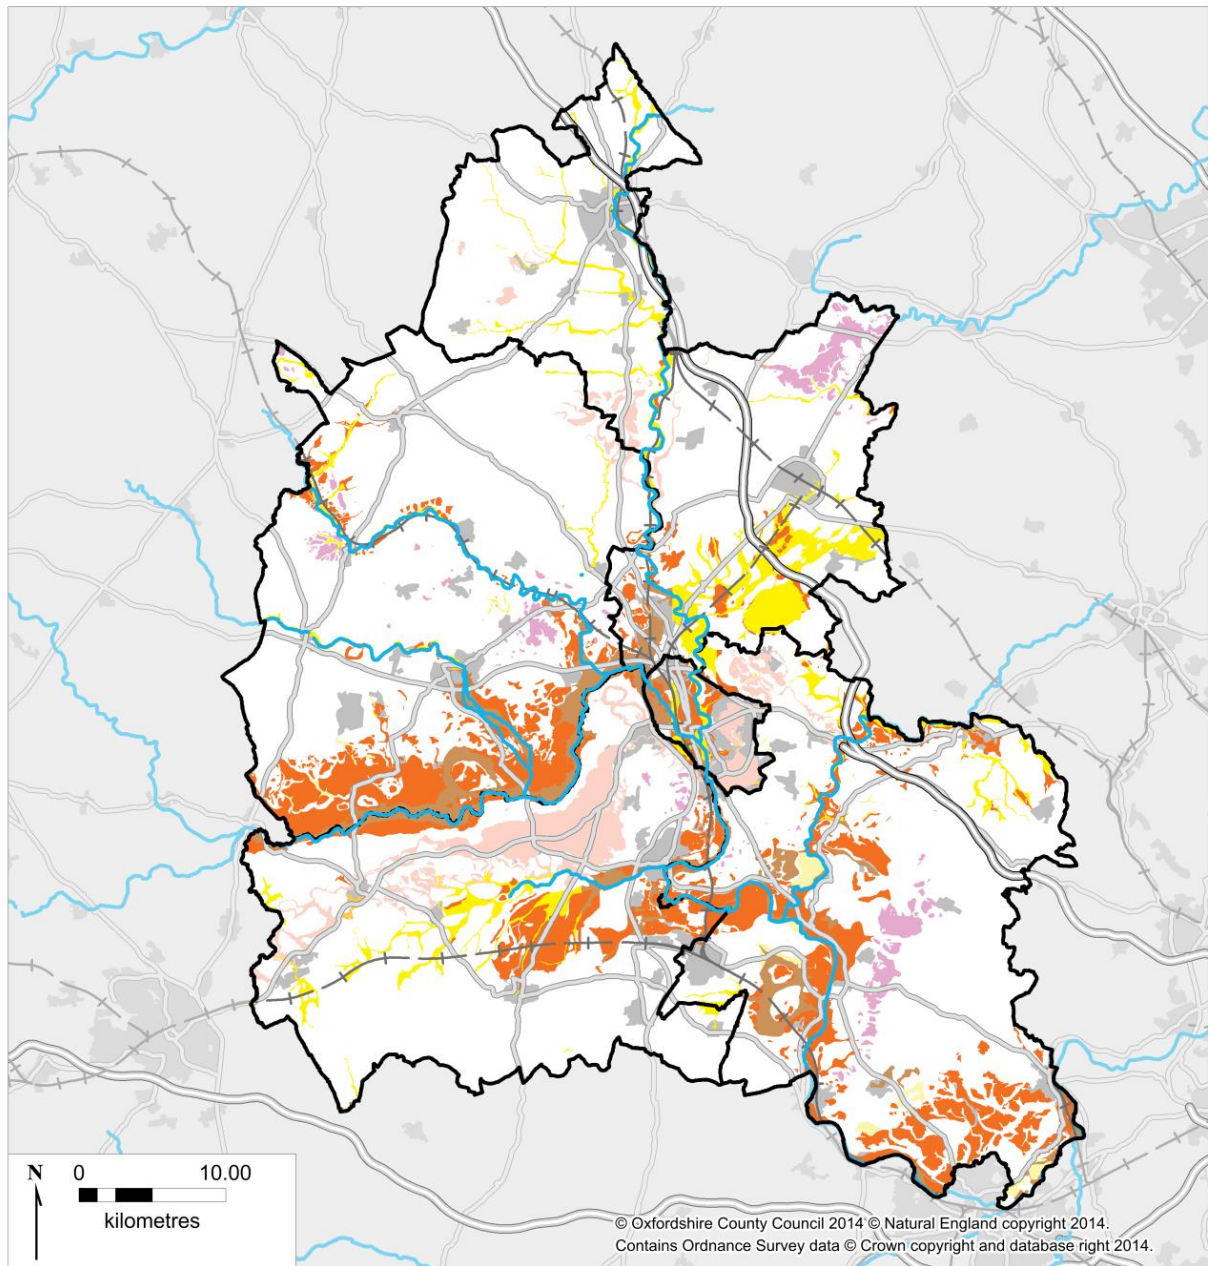 N
0 10.00
kilometres
© Oxfordshire County Council 2014 © Natural England copyright 2014.
Contains Ordnance Survey data © Crown copyright and database right 2014.